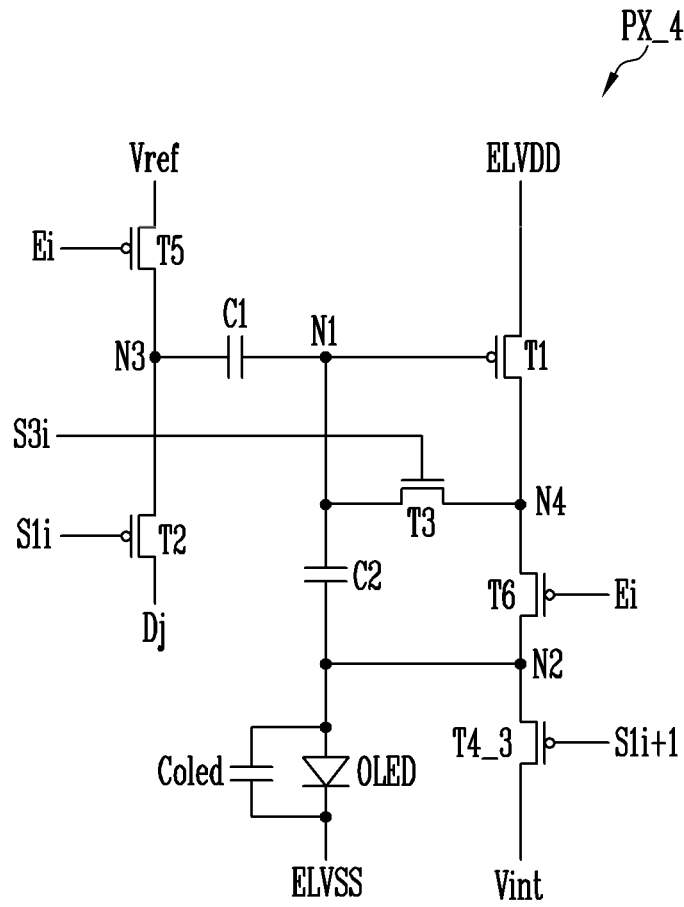 PX_4
Vref
ELVDD
Ei
T5
C1
N1
N3
T1
S3i
N4
T3
S1i
T2
C2
T6
Ei
Dj
N2
Coled
OLED
T4_3
S1i+1
ELVSS
Vint